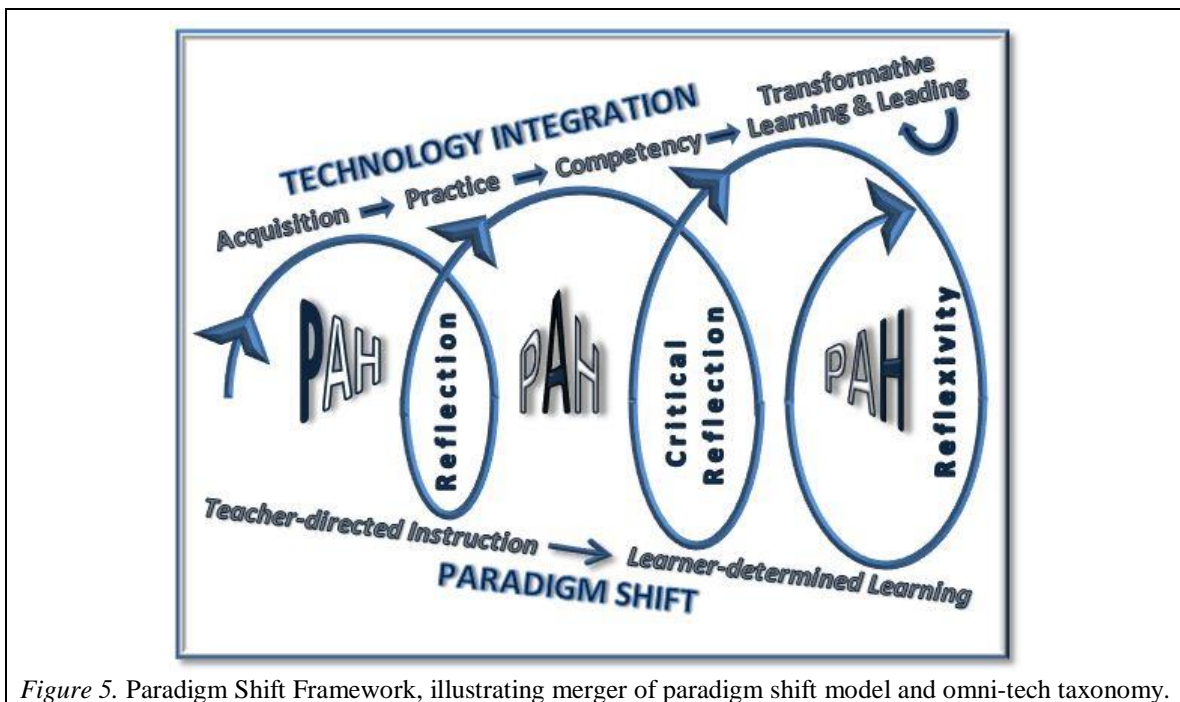 TECHNOLOGY INTEGRATION
Acquisition
Practice
Competency
Transformative
Learning & Leading
PAH
Reflection
PAH
Critical
Reflection
PAH
Reflexivity
Teacher-directed Instruction
Learner-determined Learning
PARADIGM SHIFT
Figure 5. Paradigm Shift Framework, illustrating merger of paradigm shift model and omni-tech taxonomy.